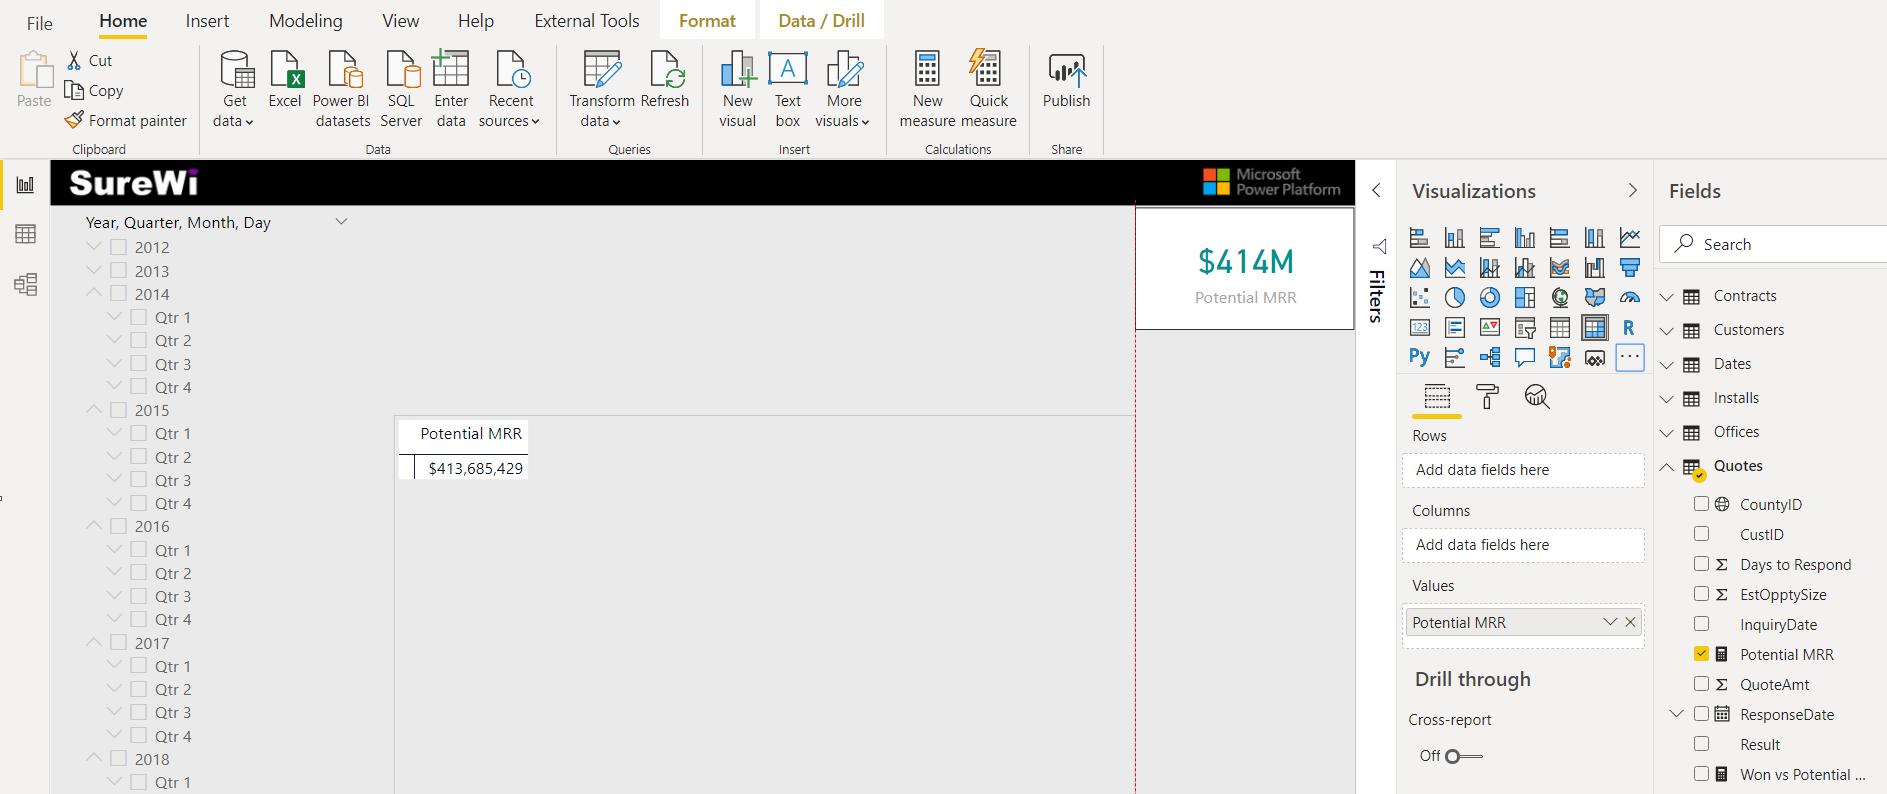 File Home Insert Modeling View Help External Tools Format Data / Drill
Paste
Cut
Copy
Format painter
Clipboard
Get data
Excel
Power BI datasets
SQL Server
Enter data
Recent sources
Data
Transform data
Refresh
Queries
New visual
Text box
More visuals
Insert
New measure
Quick measure
Calculations
Publish
Share
SureWi
Microsoft
Power Platform
Year, Quarter, Month, Day
2012
2013
2014
Qtr 1
Qtr 2
Qtr 3
Qtr 4
2015
Qtr 1
Qtr 2
Qtr 3
Qtr 4
2016
Qtr 1
Qtr 2
Qtr 3
Qtr 4
2017
Qtr 1
Qtr 2
Qtr 3
Qtr 4
2018
Qtr 1
Potential MRR
$413,685,429
$414M
Potential MRR
Filters
Visualizations
123
R
Py
...
Rows
Add data fields here
Columns
Add data fields here
Values
Potential MRR
Drill through
Cross-report
Off
Fields
Search
Contracts
Customers
Dates
Installs
Offices
Quotes
CountyID
CustID
Σ Days to Respond
Σ EstOpptySize
InquiryDate
Potential MRR
Σ QuoteAmt
ResponseDate
Result
Won vs Potential ...